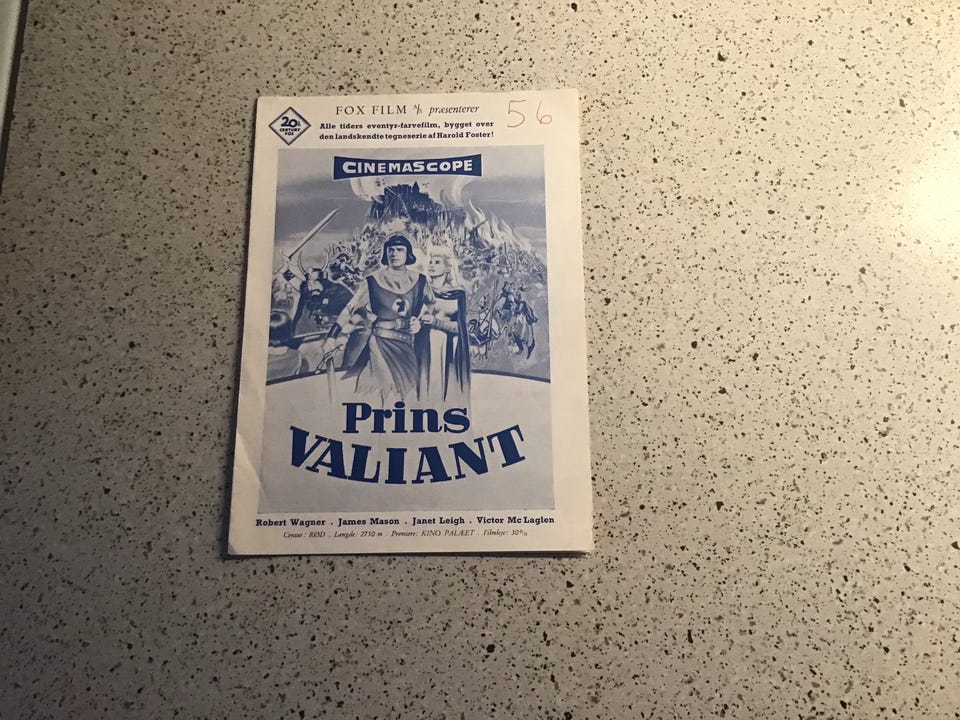 FOX FILM A/S præsenterer
56
20th
CENTURY
FOX
Alle tiders eventyr-farvefilm, bygget over
den landskendte tegneserie af Harold Foster!
CINEMASCOPE
Prins
VALIANT
Robert Wagner . James Mason . Janet Leigh . Victor Mc Laglen
Censur: RØD . Længde: 2730 m . Premiere: KINO PALÆET . Filmleje: 30%